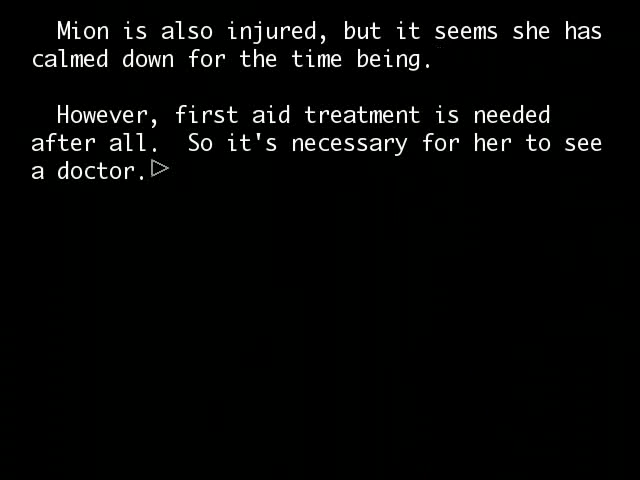 Mion is also injured, but it seems she has
calmed down for the time being.
However, first aid treatment is needed
after all.  So it's necessary for her to see
a doctor.